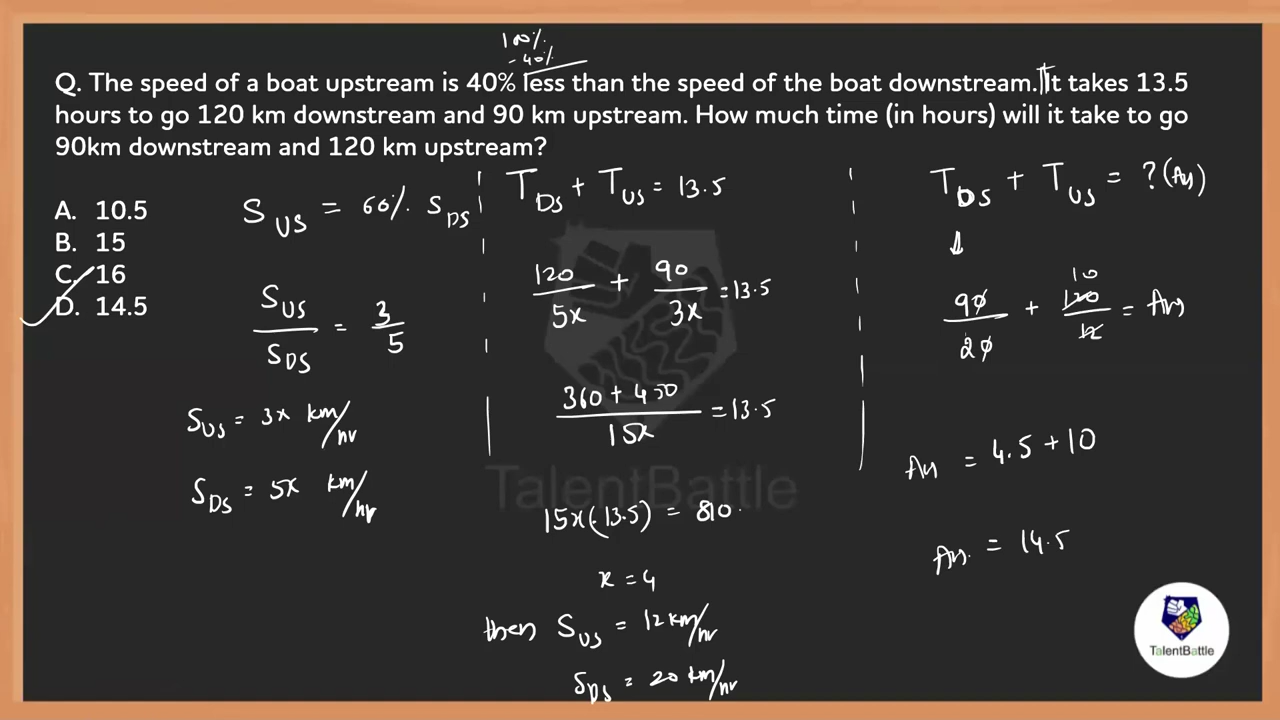 100%
-40%
Q. The speed of a boat upstream is 40% less than the speed of the boat downstream. It takes 13.5
hours to go 120 km downstream and 90 km upstream. How much time (in hours) will it take to go
90km downstream and 120 km upstream?
A. 10.5
B. 15
C. 16
D. 14.5
S_US = 60% S_DS
S_US / S_DS = 3/5
S_US = 3x km/hr
S_DS = 5x km/hr
T_DS + T_US = 13.5
120/5x + 90/3x = 13.5
(360 + 450)/15x = 13.5
15x(13.5) = 810
x = 4
then S_US = 12 km/hr
S_DS = 20 km/hr
T_DS + T_US = ? (An)
↓
90/20 + 120/12 = An
10
An = 4.5 + 10
An. = 14.5
TalentBattle
TalentBattle